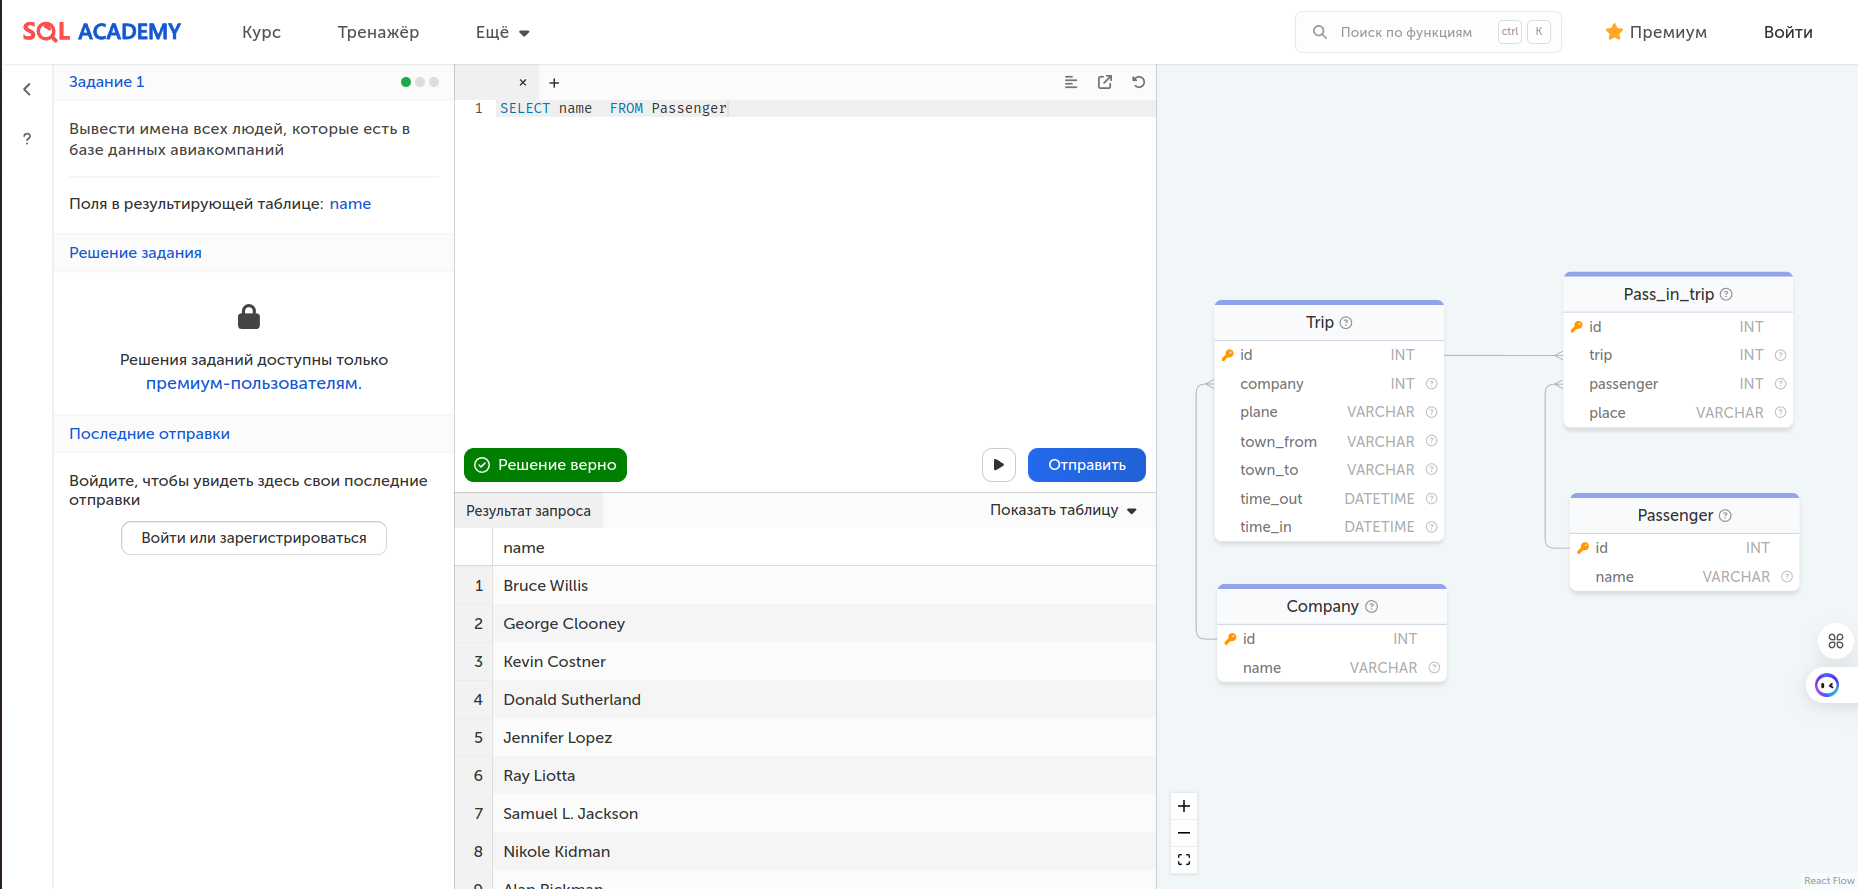 SQL ACADEMY
Курс
Тренажёр
Ещё
Поиск по функциям
ctrl
K
Премиум
Войти
?
Задание 1
Вывести имена всех людей, которые есть в
базе данных авиакомпаний
Поля в результирующей таблице: name
Решение задания
Решения заданий доступны только
премиум-пользователям.
Последние отправки
Войдите, чтобы увидеть здесь свои последние
отправки
Войти или зарегистрироваться
× +
1 SELECT name  FROM Passenger
Решение верно
Отправить
Результат запроса
Показать таблицу
name
1 Bruce Willis
2 George Clooney
3 Kevin Costner
4 Donald Sutherland
5 Jennifer Lopez
6 Ray Liotta
7 Samuel L. Jackson
8 Nikole Kidman
9 Alan Rickman
Trip ?
id INT
company INT ?
plane VARCHAR ?
town_from VARCHAR ?
town_to VARCHAR ?
time_out DATETIME ?
time_in DATETIME ?
Company ?
id INT
name VARCHAR ?
Pass_in_trip ?
id INT
trip INT ?
passenger INT ?
place VARCHAR ?
Passenger ?
id INT
name VARCHAR ?
React Flow